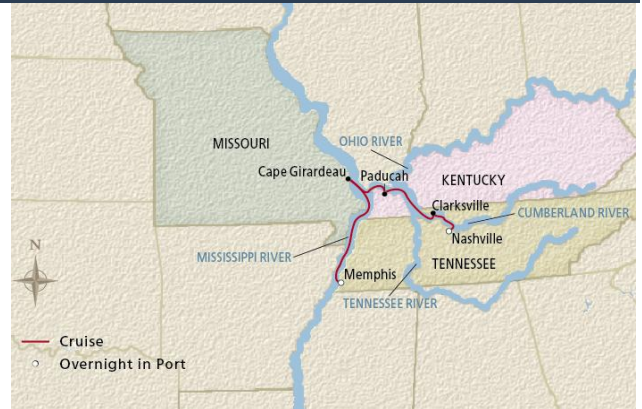 MISSOURI
OHIO RIVER
Cape Girardeau
Paducah
KENTUCKY
Clarksville
CUMBERLAND RIVER
Nashville
MISSISSIPPI RIVER
TENNESSEE
Memphis
TENNESSEE RIVER
N
Cruise
Overnight in Port